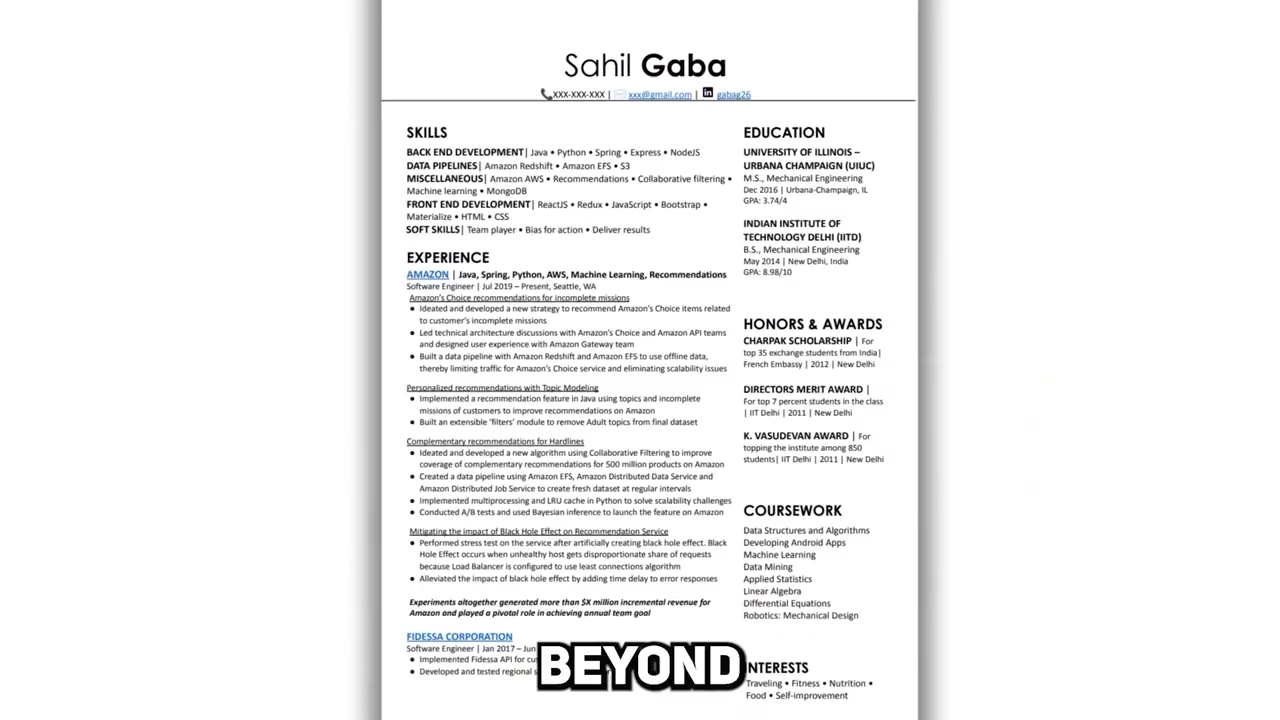 Sahil Gaba
XXX-XXX-XXX | xxx@gmail.com | in gabag26
SKILLS
BACK END DEVELOPMENT| Java • Python • Spring • Express • NodeJS
DATA PIPELINES| Amazon Redshift • Amazon EFS • S3
MISCELLANEOUS| Amazon AWS • Recommendations • Collaborative filtering •
Machine learning • MongoDB
FRONT END DEVELOPMENT| ReactJS • Redux • JavaScript • Bootstrap •
Materialize • HTML • CSS
SOFT SKILLS| Team player • Bias for action • Deliver results
EXPERIENCE
AMAZON | Java, Spring, Python, AWS, Machine Learning, Recommendations
Software Engineer | Jul 2019 – Present, Seattle, WA
Amazon's Choice recommendations for incomplete missions
• Ideated and developed a new strategy to recommend Amazon's Choice items related
to customer's incomplete missions
• Led technical architecture discussions with Amazon's Choice and Amazon API teams
and designed user experience with Amazon Gateway team
• Built a data pipeline with Amazon Redshift and Amazon EFS to use offline data,
thereby limiting traffic for Amazon's Choice service and eliminating scalability issues
Personalized recommendations with Topic Modeling
• Implemented a recommendation feature in Java using topics and incomplete
missions of customers to improve recommendations on Amazon
• Built an extensible 'filters' module to remove Adult topics from final dataset
Complementary recommendations for Hardlines
• Ideated and developed a new algorithm using Collaborative Filtering to improve
coverage of complementary recommendations for 500 million products on Amazon
• Created a data pipeline using Amazon EFS, Amazon Distributed Data Service and
Amazon Distributed Job Service to create fresh dataset at regular intervals
• Implemented multiprocessing and LRU cache in Python to solve scalability challenges
• Conducted A/B tests and used Bayesian inference to launch the feature on Amazon
Mitigating the impact of Black Hole Effect on Recommendation Service
• Performed stress test on the service after artificially creating black hole effect. Black
Hole Effect occurs when unhealthy host gets disproportionate share of requests
because Load Balancer is configured to use least connections algorithm
• Alleviated the impact of black hole effect by adding time delay to error responses
Experiments altogether generated more than $X million incremental revenue for
Amazon and played a pivotal role in achieving annual team goal
FIDESSA CORPORATION
Software Engineer | Jan 2017 – Jun
• Implemented Fidessa API for
• Developed and tested regional
EDUCATION
UNIVERSITY OF ILLINOIS –
URBANA CHAMPAIGN (UIUC)
M.S., Mechanical Engineering
Dec 2016 | Urbana-Champaign, IL
GPA: 3.74/4
INDIAN INSTITUTE OF
TECHNOLOGY DELHI (IITD)
B.S., Mechanical Engineering
May 2014 | New Delhi, India
GPA: 8.98/10
HONORS & AWARDS
CHARPAK SCHOLARSHIP | For
top 35 exchange students from India|
French Embassy | 2012 | New Delhi
DIRECTORS MERIT AWARD |
For top 7 percent students in the class
| IIT Delhi | 2011 | New Delhi
K. VASUDEVAN AWARD | For
topping the institute among 850
students| IIT Delhi | 2011 | New Delhi
COURSEWORK
Data Structures and Algorithms
Developing Android Apps
Machine Learning
Data Mining
Applied Statistics
Linear Algebra
Differential Equations
Robotics: Mechanical Design
INTERESTS
Traveling • Fitness • Nutrition •
Food • Self-improvement
BEYOND